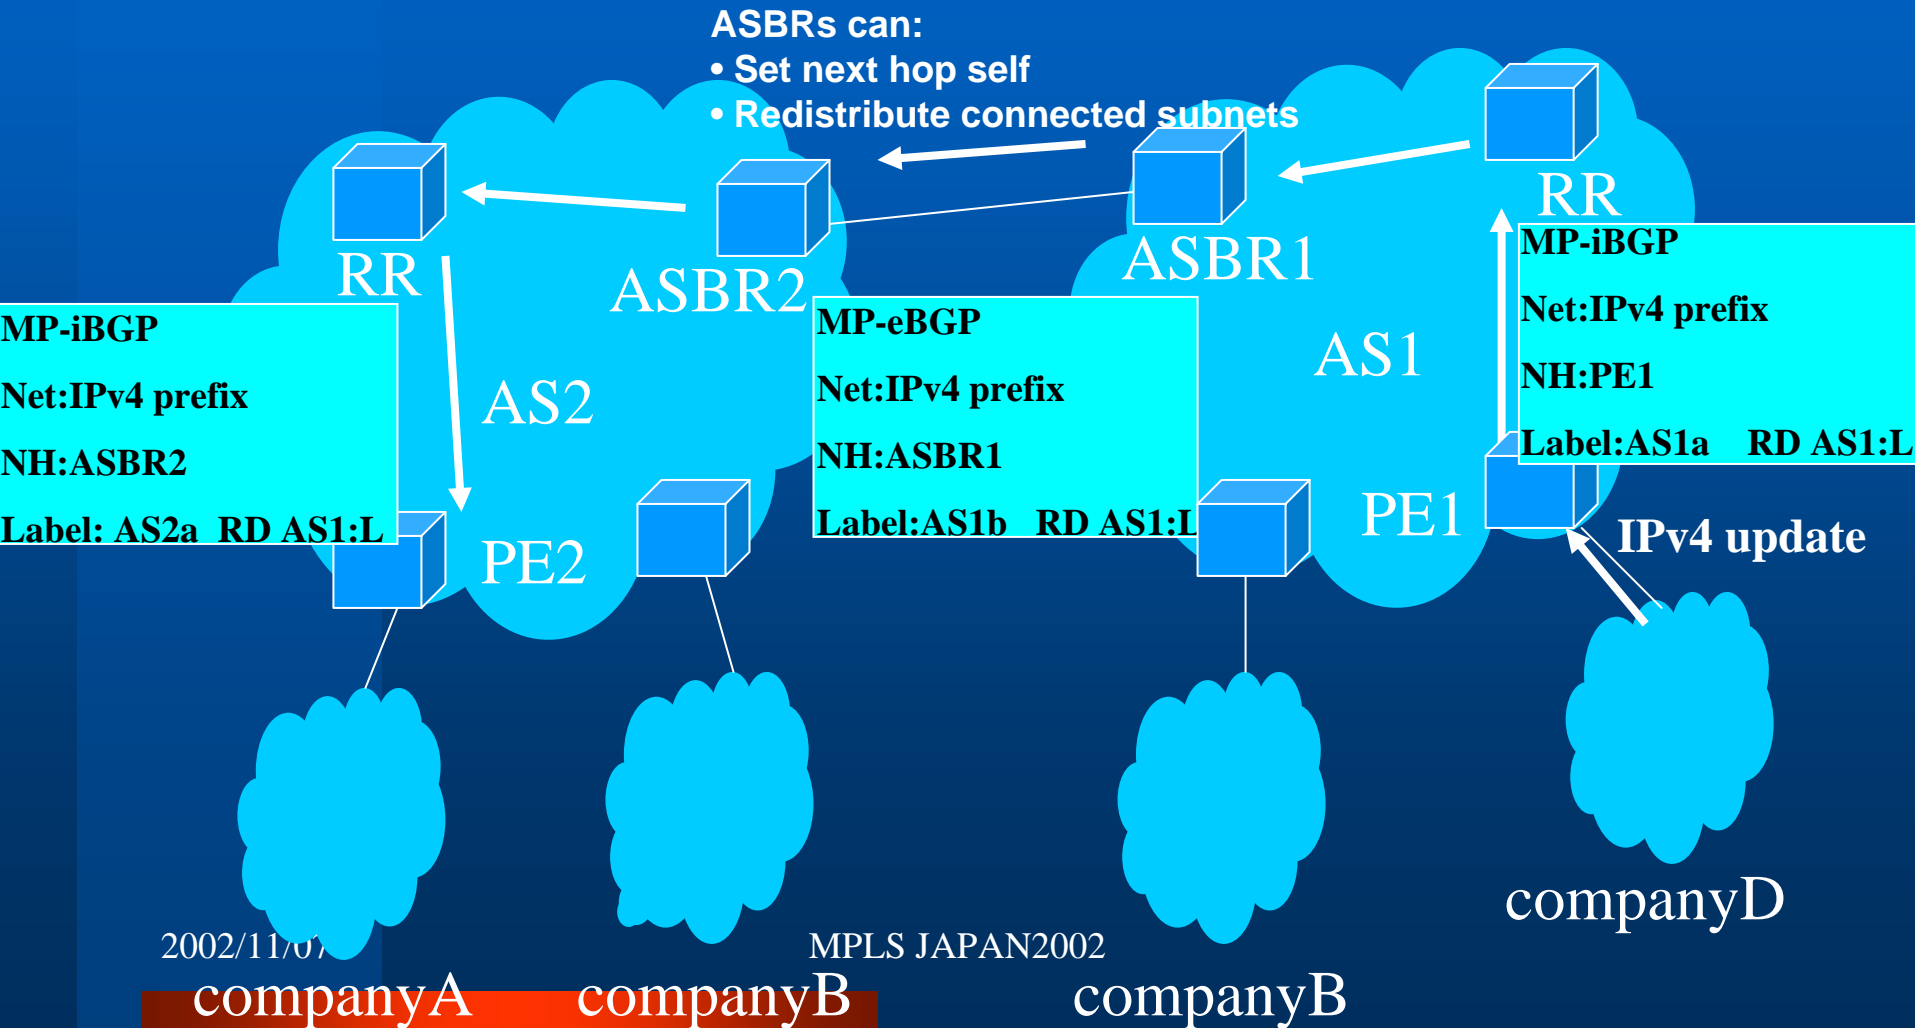 ASBRs can:
• Set next hop self
• Redistribute connected subnets
RR
ASBR2
ASBR1
RR
MP-iBGP
Net:IPv4 prefix
NH:ASBR2
Label: AS2a RD AS1:L
AS2
MP-eBGP
Net:IPv4 prefix
NH:ASBR1
Label:AS1b RD AS1:L
AS1
MP-iBGP
Net:IPv4 prefix
NH:PE1
Label:AS1a RD AS1:L
PE2
PE1
IPv4 update
companyD
2002/11/07
MPLS JAPAN2002
companyA
companyB
companyB